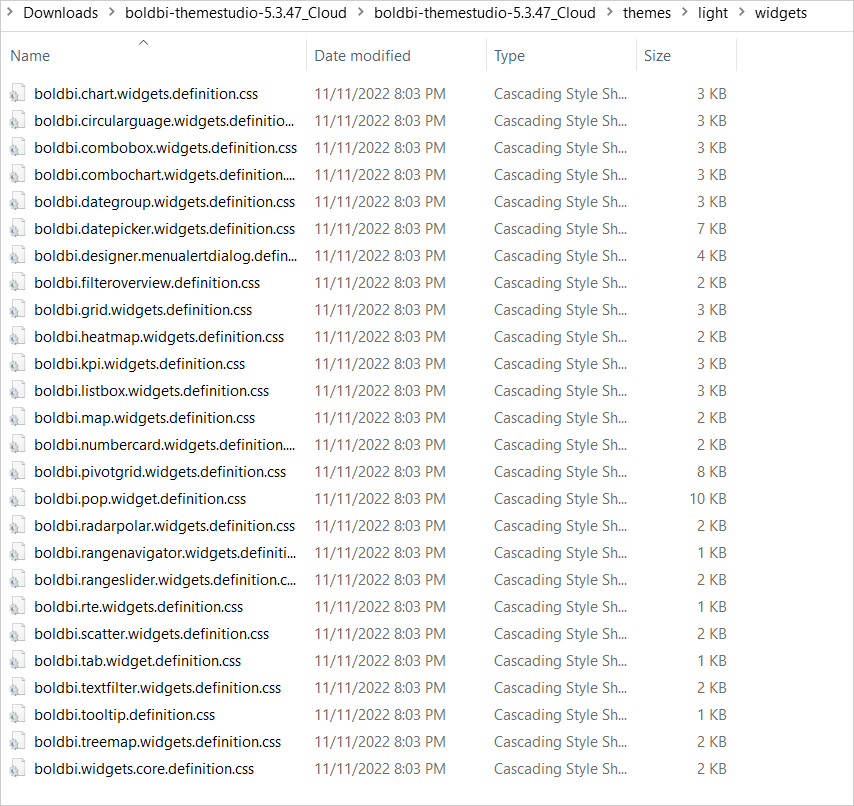 Downloads > boldbi-themestudio-5.3.47_Cloud > boldbi-themestudio-5.3.47_Cloud > themes > light > widgets
Name Date modified Type Size
boldbi.chart.widgets.definition.css 11/11/2022 8:03 PM Cascading Style Sh... 3 KB
boldbi.circularguage.widgets.definitio... 11/11/2022 8:03 PM Cascading Style Sh... 3 KB
boldbi.combobox.widgets.definition.css 11/11/2022 8:03 PM Cascading Style Sh... 3 KB
boldbi.combochart.widgets.definition.... 11/11/2022 8:03 PM Cascading Style Sh... 3 KB
boldbi.dategroup.widgets.definition.css 11/11/2022 8:03 PM Cascading Style Sh... 3 KB
boldbi.datepicker.widgets.definition.css 11/11/2022 8:03 PM Cascading Style Sh... 7 KB
boldbi.designer.menualertdialog.defin... 11/11/2022 8:03 PM Cascading Style Sh... 4 KB
boldbi.filteroverview.definition.css 11/11/2022 8:03 PM Cascading Style Sh... 2 KB
boldbi.grid.widgets.definition.css 11/11/2022 8:03 PM Cascading Style Sh... 3 KB
boldbi.heatmap.widgets.definition.css 11/11/2022 8:03 PM Cascading Style Sh... 2 KB
boldbi.kpi.widgets.definition.css 11/11/2022 8:03 PM Cascading Style Sh... 3 KB
boldbi.listbox.widgets.definition.css 11/11/2022 8:03 PM Cascading Style Sh... 3 KB
boldbi.map.widgets.definition.css 11/11/2022 8:03 PM Cascading Style Sh... 2 KB
boldbi.numbercard.widgets.definition.... 11/11/2022 8:03 PM Cascading Style Sh... 2 KB
boldbi.pivotgrid.widgets.definition.css 11/11/2022 8:03 PM Cascading Style Sh... 8 KB
boldbi.pop.widget.definition.css 11/11/2022 8:03 PM Cascading Style Sh... 10 KB
boldbi.radarpolar.widgets.definition.css 11/11/2022 8:03 PM Cascading Style Sh... 2 KB
boldbi.rangenavigator.widgets.definiti... 11/11/2022 8:03 PM Cascading Style Sh... 1 KB
boldbi.rangeslider.widgets.definition.c... 11/11/2022 8:03 PM Cascading Style Sh... 2 KB
boldbi.rte.widgets.definition.css 11/11/2022 8:03 PM Cascading Style Sh... 1 KB
boldbi.scatter.widgets.definition.css 11/11/2022 8:03 PM Cascading Style Sh... 2 KB
boldbi.tab.widget.definition.css 11/11/2022 8:03 PM Cascading Style Sh... 1 KB
boldbi.textfilter.widgets.definition.css 11/11/2022 8:03 PM Cascading Style Sh... 2 KB
boldbi.tooltip.definition.css 11/11/2022 8:03 PM Cascading Style Sh... 1 KB
boldbi.treemap.widgets.definition.css 11/11/2022 8:03 PM Cascading Style Sh... 2 KB
boldbi.widgets.core.definition.css 11/11/2022 8:03 PM Cascading Style Sh... 2 KB